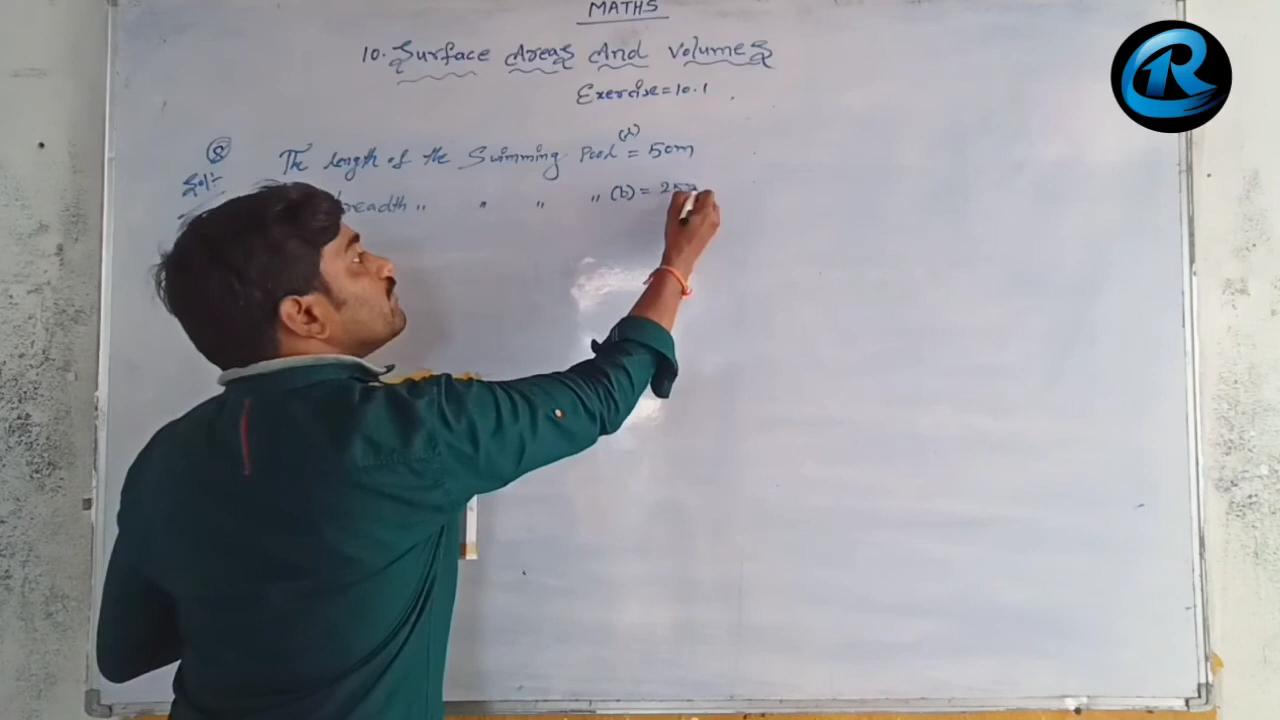 MATHS
10. Surface Areas And Volumes
Exercise = 10.1
⑧ The length of the Swimming Pool (l) = 50m
Sol:-
breadth " " " " (b) = 25
R